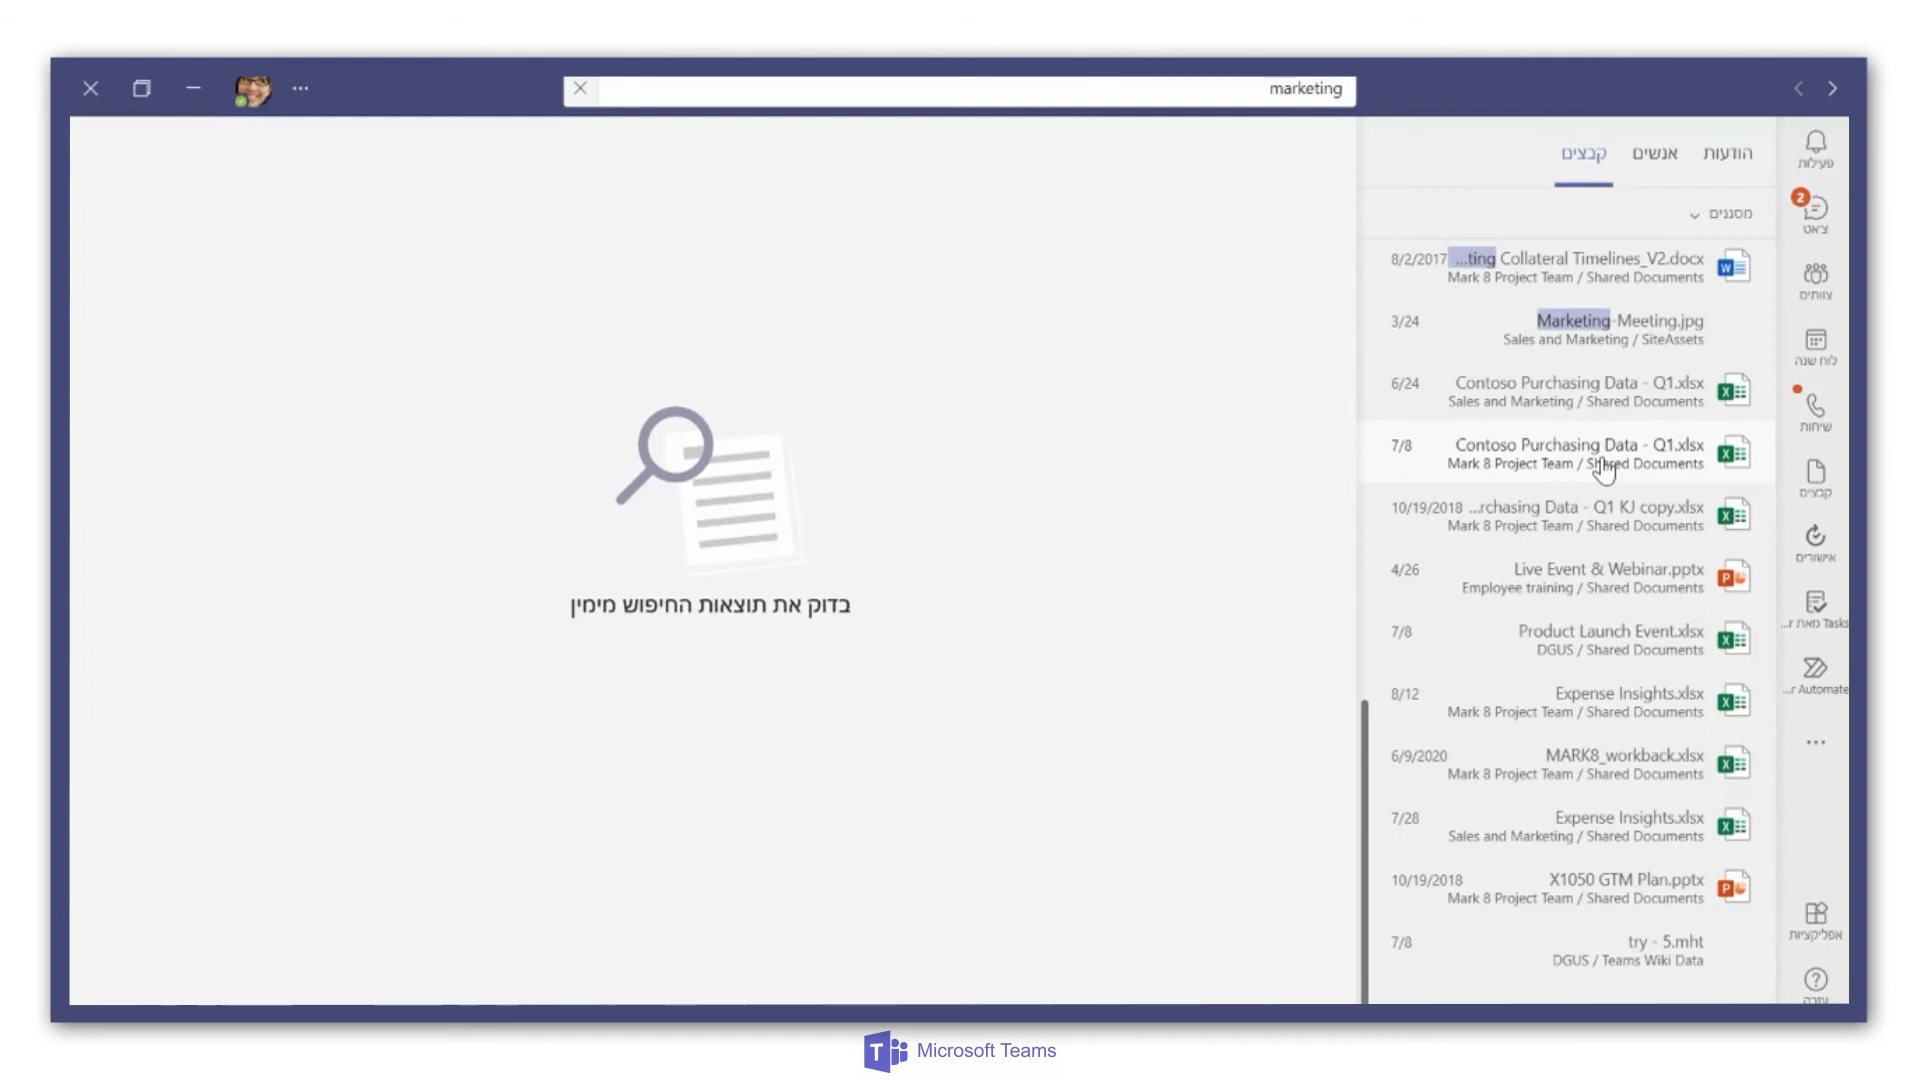 marketing
הודעות
אנשים
קבצים
מסננים
...ting Collateral Timelines_V2.docx
8/2/2017
Mark 8 Project Team / Shared Documents
Marketing-Meeting.jpg
3/24
Sales and Marketing / SiteAssets
Contoso Purchasing Data - Q1.xlsx
6/24
Sales and Marketing / Shared Documents
Contoso Purchasing Data - Q1.xlsx
7/8
Mark 8 Project Team / Shared Documents
...rchasing Data - Q1 KJ copy.xlsx
10/19/2018
Mark 8 Project Team / Shared Documents
Live Event & Webinar.pptx
4/26
Employee training / Shared Documents
Product Launch Event.xlsx
7/8
DGUS / Shared Documents
Expense Insights.xlsx
8/12
Mark 8 Project Team / Shared Documents
MARK8_workback.xlsx
6/9/2020
Mark 8 Project Team / Shared Documents
Expense Insights.xlsx
7/28
Sales and Marketing / Shared Documents
X1050 GTM Plan.pptx
10/19/2018
Mark 8 Project Team / Shared Documents
try - 5.mht
7/8
DGUS / Teams Wiki Data
פעילות
2
צ'אט
צוותים
לוח שנה
שיחות
קבצים
אישורים
Tasks מאת r...
Automate r...
אפליקציות
עזרה
בדוק את תוצאות החיפוש מימין
Microsoft Teams